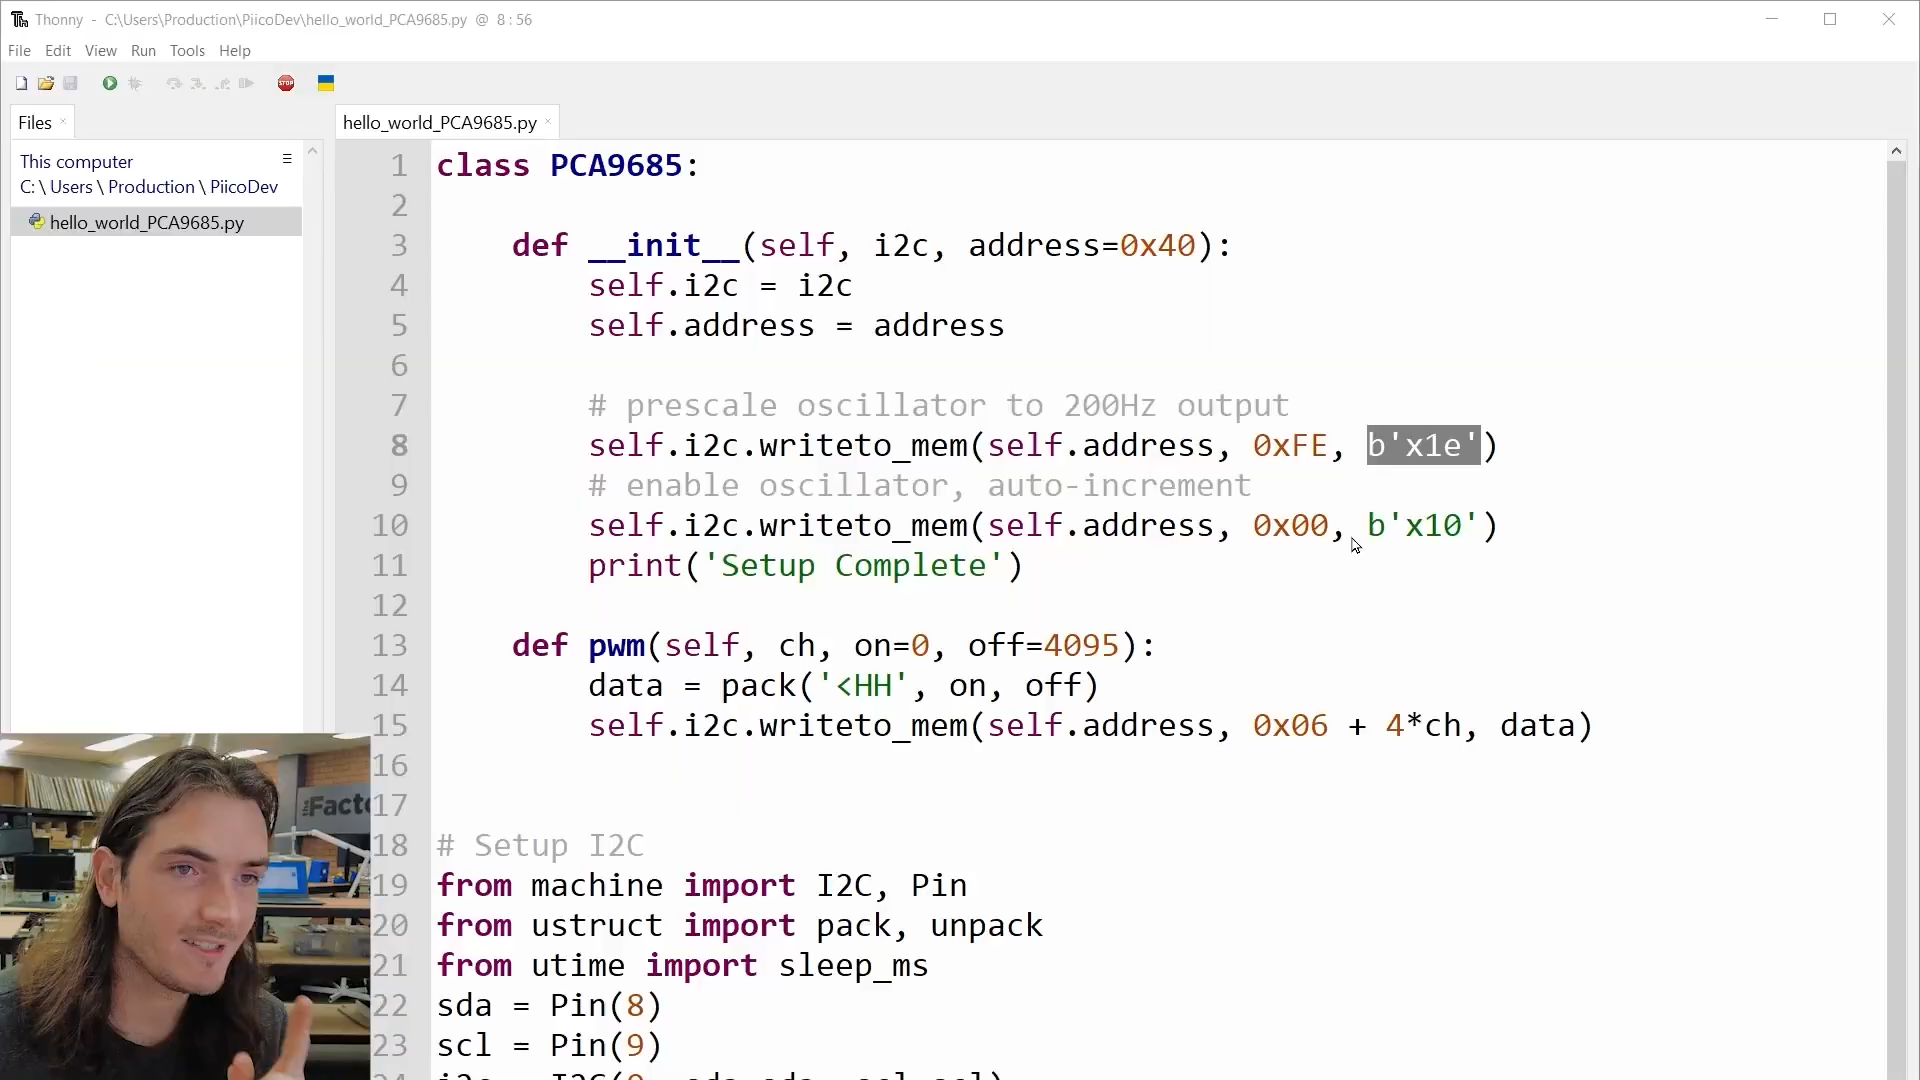 Thonny - C:\Users\Production\PiicoDev\hello_world_PCA9685.py @ 8:56
File Edit View Run Tools Help
STOP
Files
hello_world_PCA9685.py
This computer
C: \ Users \ Production \ PiicoDev
hello_world_PCA9685.py
1 class PCA9685:
2
3 def __init__(self, i2c, address=0x40):
4 self.i2c = i2c
5 self.address = address
6
7 # prescale oscillator to 200Hz output
8 self.i2c.writeto_mem(self.address, 0xFE, b'x1e')
9 # enable oscillator, auto-increment
10 self.i2c.writeto_mem(self.address, 0x00, b'x10')
11 print('Setup Complete')
12
13 def pwm(self, ch, on=0, off=4095):
14 data = pack('<HH', on, off)
15 self.i2c.writeto_mem(self.address, 0x06 + 4*ch, data)
16
17
18 # Setup I2C
19 from machine import I2C, Pin
20 from ustruct import pack, unpack
21 from utime import sleep_ms
22 sda = Pin(8)
23 scl = Pin(9)
the Facto